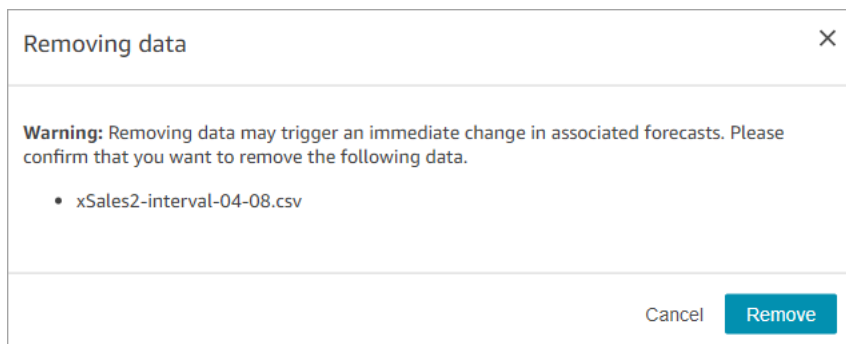 Removing data
Warning: Removing data may trigger an immediate change in associated forecasts. Please
confirm that you want to remove the following data.
• xSales2-interval-04-08.csv
Cancel Remove